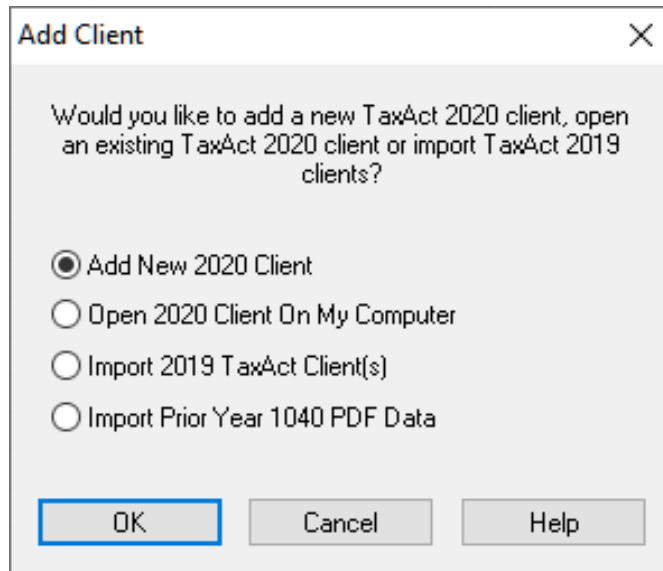 Add Client
Would you like to add a new TaxAct 2020 client, open
an existing TaxAct 2020 client or import TaxAct 2019
clients?
Add New 2020 Client
Open 2020 Client On My Computer
Import 2019 TaxAct Client(s)
Import Prior Year 1040 PDF Data
OK Cancel Help